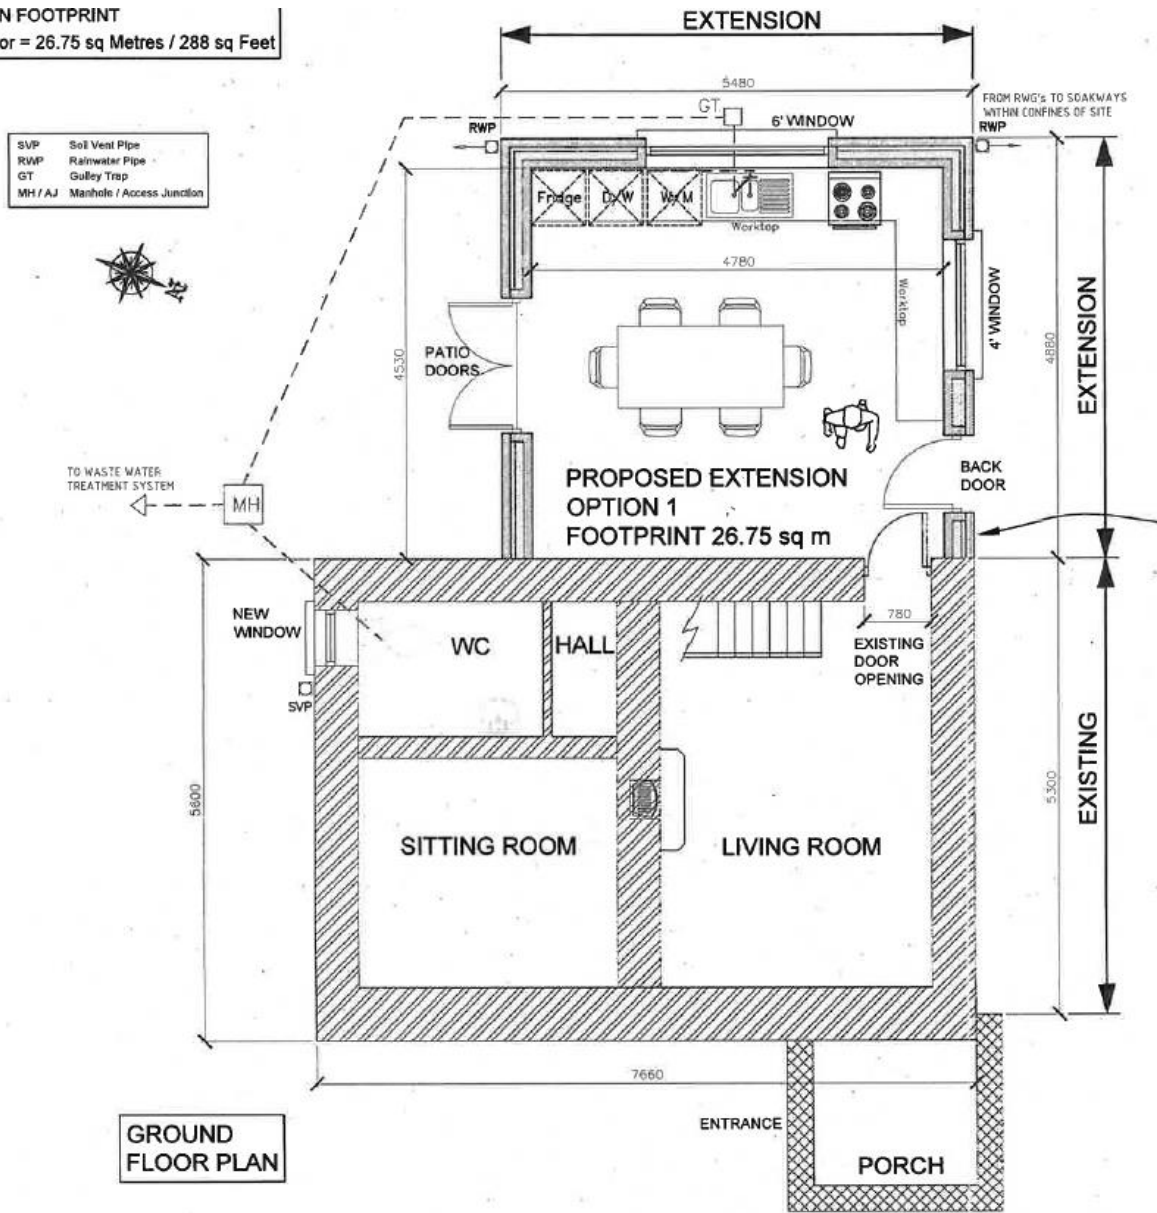 N FOOTPRINT
or = 26.75 sq Metres / 288 sq Feet
EXTENSION
5480
FROM RWG's TO SOAKWAYS
WITHIN CONFINES OF SITE
GT
6' WINDOW
RWP
RWP
SVP Soil Vent Pipe
RWP Rainwater Pipe
GT Gulley Trap
MH / AJ Manhole / Access Junction
Fridge
D/W
W/M
Worktop
4780
Worktop
4' WINDOW
4880
EXTENSION
4530
PATIO
DOORS
TO WASTE WATER
TREATMENT SYSTEM
MH
BACK
DOOR
PROPOSED EXTENSION
OPTION 1
FOOTPRINT 26.75 sq m
NEW
WINDOW
SVP
WC
HALL
780
EXISTING
DOOR
OPENING
5600
SITTING ROOM
LIVING ROOM
5300
EXISTING
7660
ENTRANCE
PORCH
GROUND
FLOOR PLAN